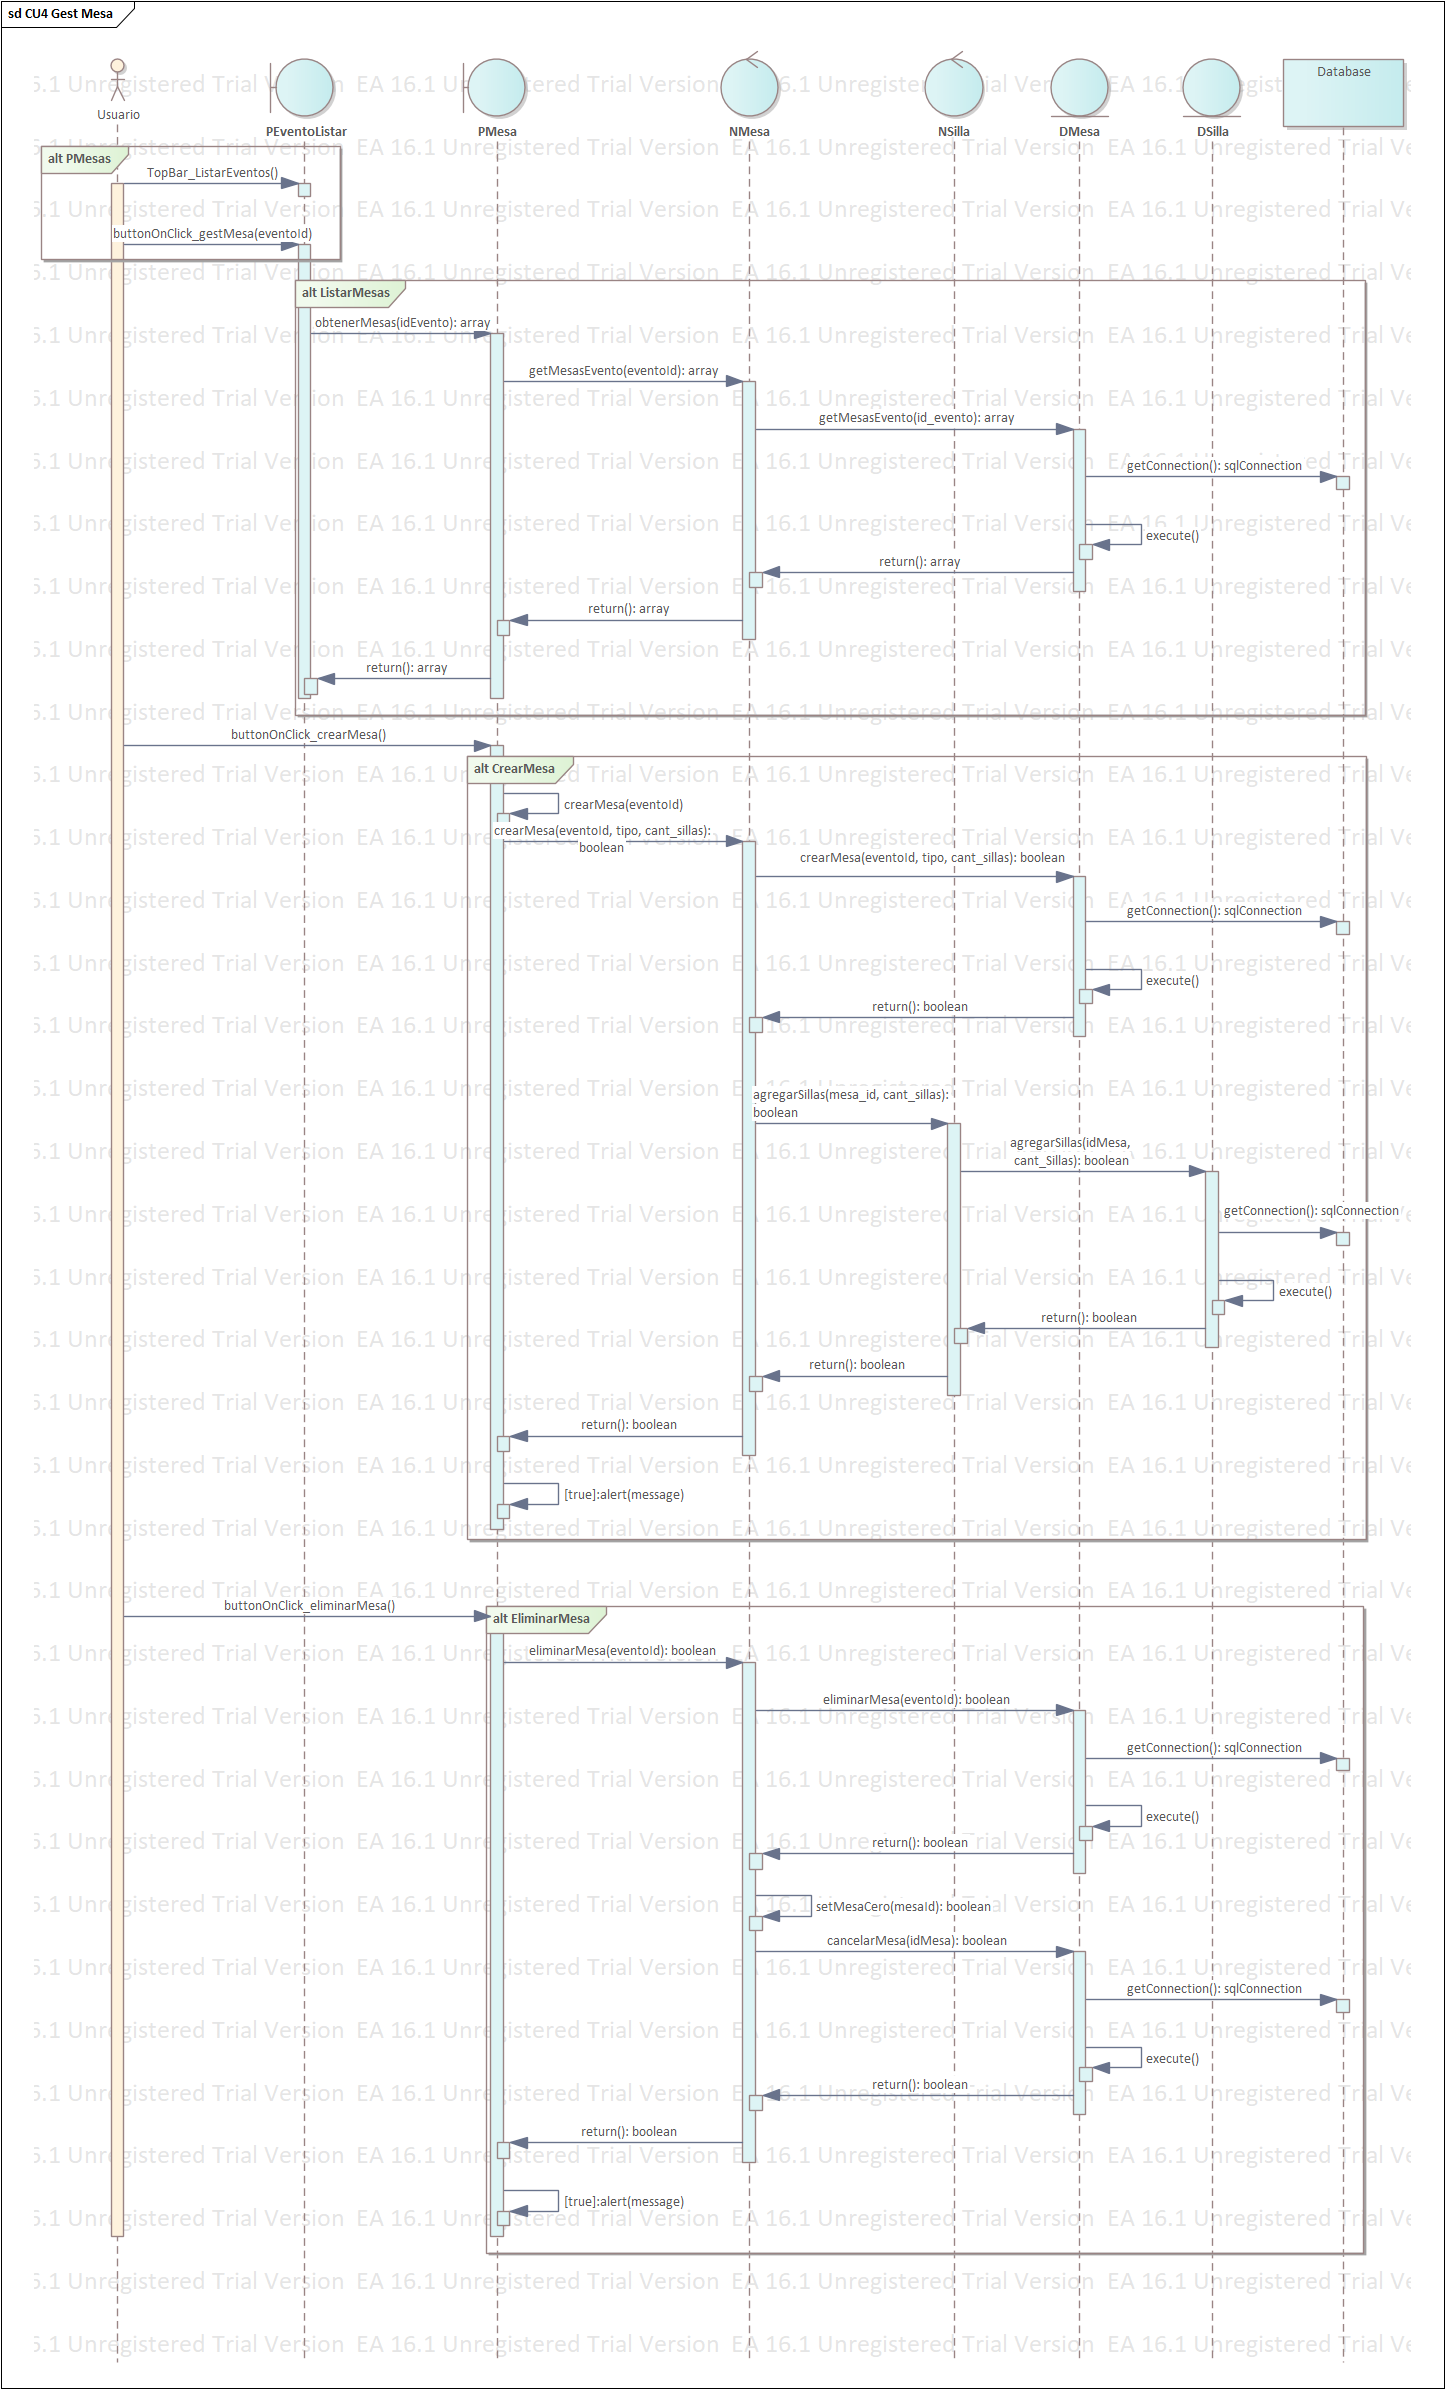 sd CU4 Gest Mesa
Usuario
PEventoListar
PMesa
NMesa
NSilla
DMesa
DSilla
Database
alt PMesas
TopBar_ListarEventos()
buttonOnClick_gestMesa(eventoId)
alt ListarMesas
obtenerMesas(idEvento): array
getMesasEvento(eventoId): array
getMesasEvento(id_evento): array
getConnection(): sqlConnection
execute()
return(): array
return(): array
return(): array
buttonOnClick_crearMesa()
alt CrearMesa
crearMesa(eventoId)
crearMesa(eventoId, tipo, cant_sillas):
boolean
crearMesa(eventoId, tipo, cant_sillas): boolean
getConnection(): sqlConnection
execute()
return(): boolean
agregarSillas(mesa_id, cant_sillas):
boolean
agregarSillas(idMesa,
cant_Sillas): boolean
getConnection(): sqlConnection
execute()
return(): boolean
return(): boolean
return(): boolean
[true]:alert(message)
buttonOnClick_eliminarMesa()
alt EliminarMesa
eliminarMesa(eventoId): boolean
eliminarMesa(eventoId): boolean
getConnection(): sqlConnection
execute()
return(): boolean
setMesaCero(mesaId): boolean
cancelarMesa(idMesa): boolean
getConnection(): sqlConnection
execute()
return(): boolean
return(): boolean
[true]:alert(message)